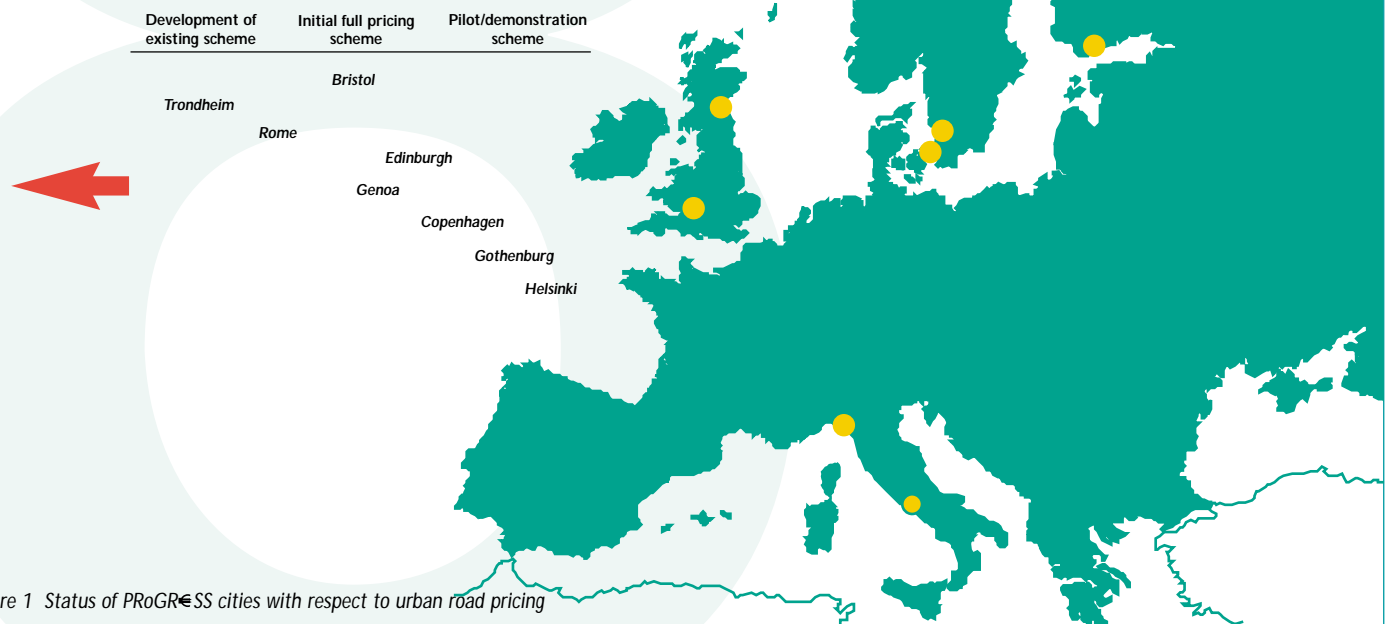 Development of existing scheme
Initial full pricing scheme
Pilot/demonstration scheme
Bristol
Trondheim
Rome
Edinburgh
Genoa
Copenhagen
Gothenburg
Helsinki
re 1 Status of PRoGR€SS cities with respect to urban road pricing